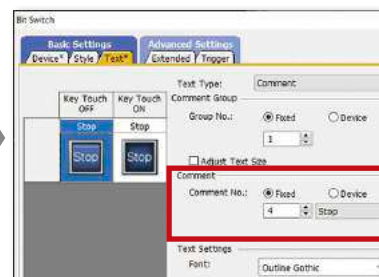 Bit Switch
Basic Settings
Advanced Settings
Device* Style Text*
Extended Trigger
Text Type: Comment
Key Touch OFF
Key Touch ON
Comment Group
Group No.: Fixed Device
1
Stop Stop
Stop Stop
Adjust Text Size
Comment
Comment No.: Fixed Device
4 Stop
Text Settings
Font: Outline Gothic